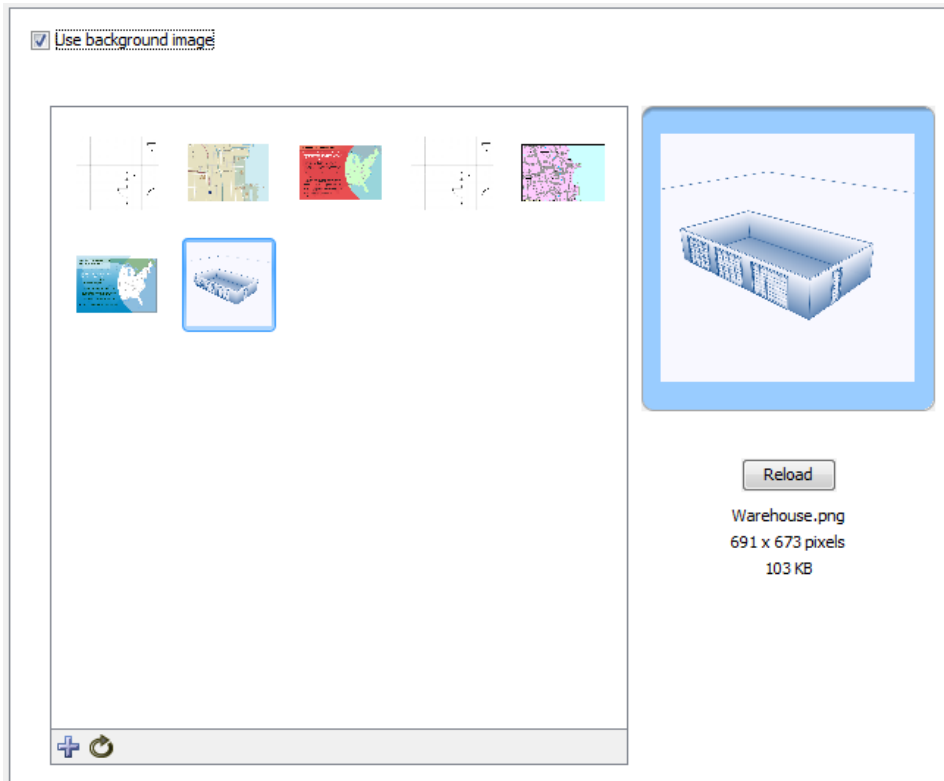 Use background image
Reload
Warehouse.png
691 x 673 pixels
103 KB